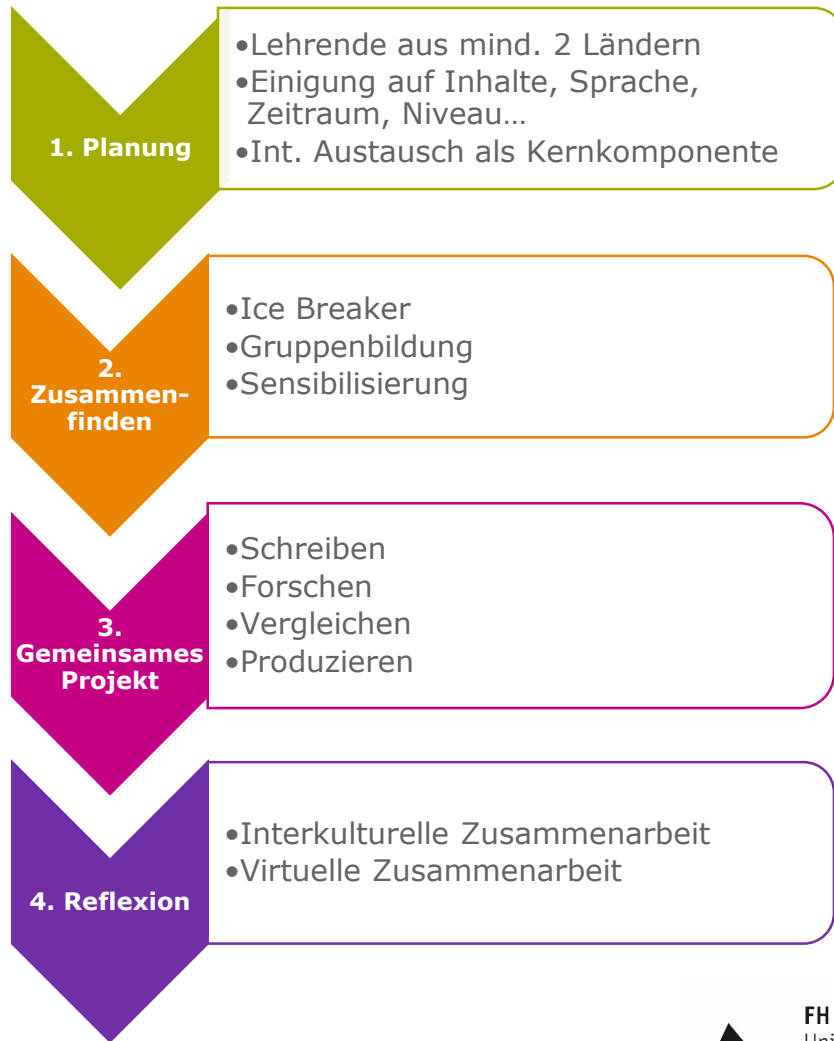 •Lehrende aus mind. 2 Ländern
•Einigung auf Inhalte, Sprache,
Zeitraum, Niveau…
•Int. Austausch als Kernkomponente
1. Planung
•Ice Breaker
•Gruppenbildung
•Sensibilisierung
2.
Zusammen-
finden
•Schreiben
•Forschen
•Vergleichen
•Produzieren
3.
Gemeinsames
Projekt
•Interkulturelle Zusammenarbeit
•Virtuelle Zusammenarbeit
4. Reflexion
FH